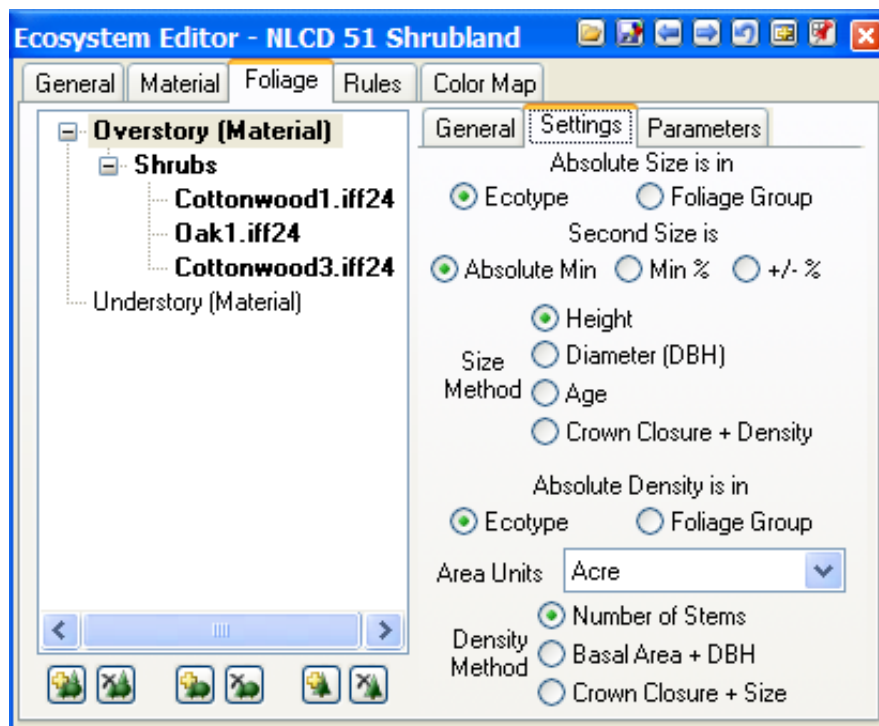 Ecosystem Editor - NLCD 51 Shrubland
General Material Foliage Rules Color Map
Overstory (Material)
Shrubs
Cottonwood1.iff24
Oak1.iff24
Cottonwood3.iff24
Understory (Material)
General Settings Parameters
Absolute Size is in
Ecotype Foliage Group
Second Size is
Absolute Min Min % +/- %
Size Method
Height
Diameter (DBH)
Age
Crown Closure + Density
Absolute Density is in
Ecotype Foliage Group
Area Units Acre
Density Method
Number of Stems
Basal Area + DBH
Crown Closure + Size